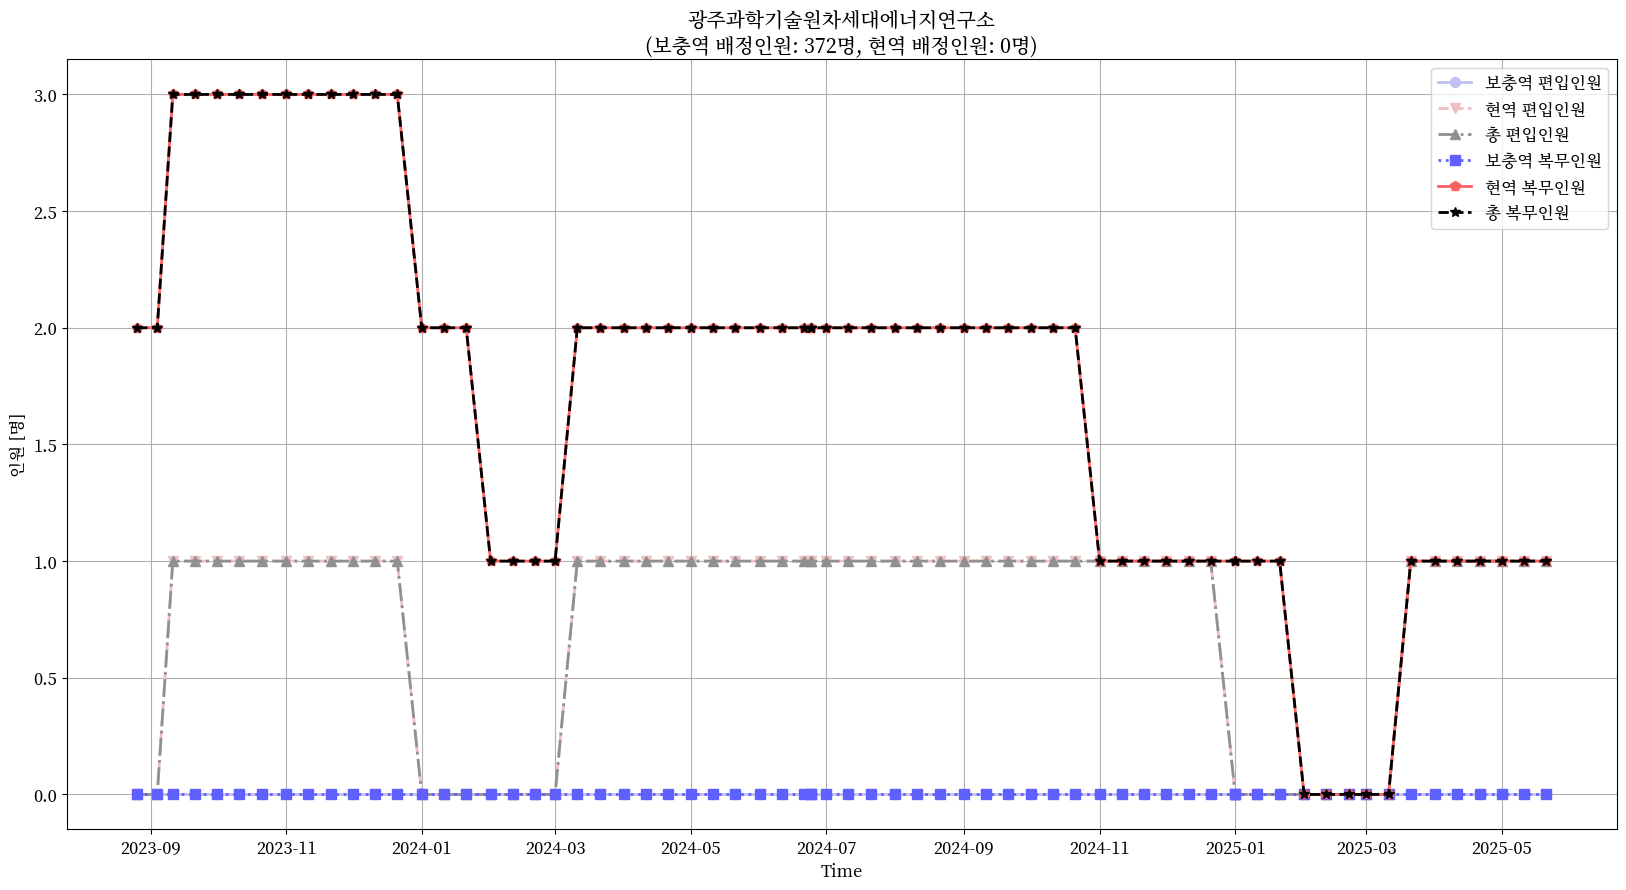 광주과학기술원차세대에너지연구소
(보충역 배정인원: 372명, 현역 배정인원: 0명)
보충역 편입인원
현역 편입인원
총 편입인원
보충역 복무인원
현역 복무인원
총 복무인원
3.0
2.5
2.0
1.5
1.0
0.5
0.0
인원 [명]
2023-09
2023-11
2024-01
2024-03
2024-05
2024-07
2024-09
2024-11
2025-01
2025-03
2025-05
Time